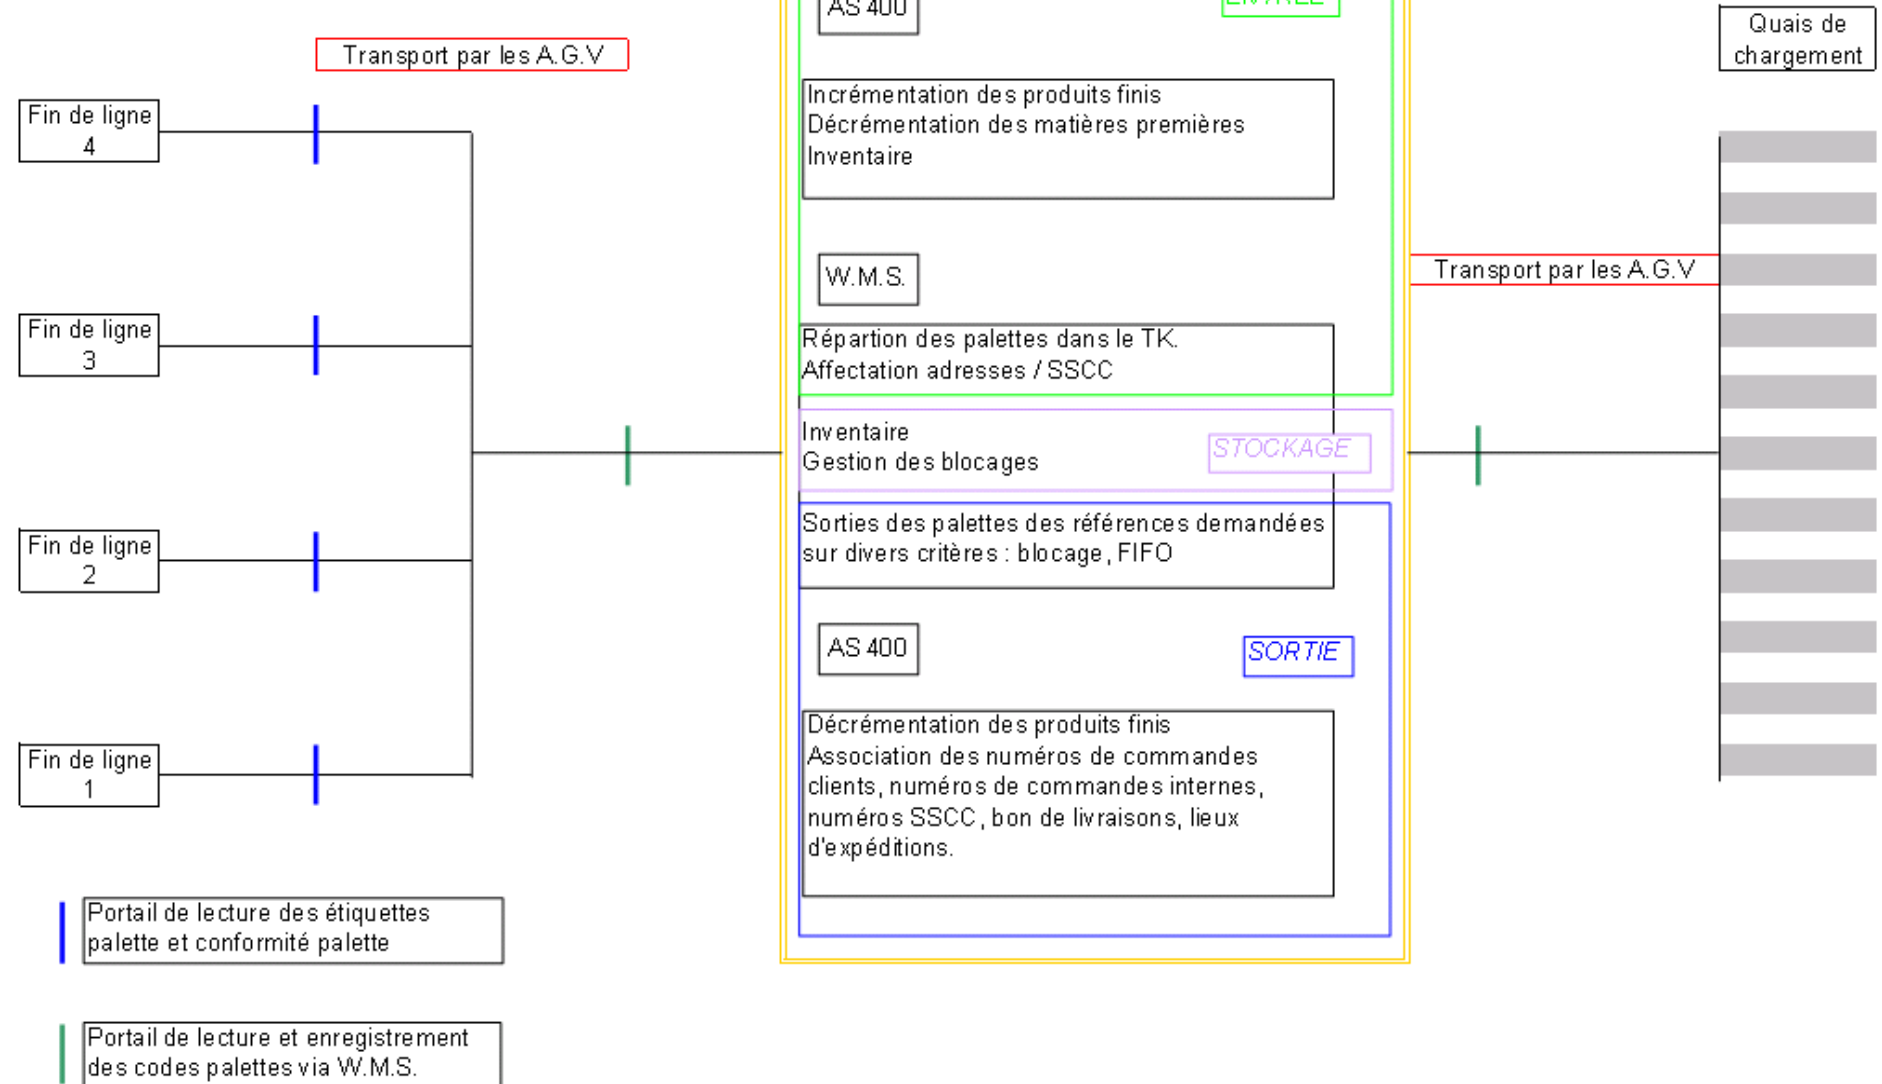 AS 400
ENTREE
Quais de
chargement
Transport par les A.G.V
Fin de ligne
4
Incrémentation des produits finis
Décrémentation des matières premières
Inventaire
W.M.S.
Transport par les A.G.V
Fin de ligne
3
Répartion des palettes dans le TK.
Affectation adresses / SSCC
Inventaire
Gestion des blocages
STOCKAGE
Sorties des palettes des références demandées
sur divers critères : blocage, FIFO
Fin de ligne
2
AS 400
SORTIE
Décrémentation des produits finis
Association des numéros de commandes
clients, numéros de commandes internes,
numéros SSCC, bon de livraisons, lieux
d'expéditions.
Fin de ligne
1
Portail de lecture des étiquettes
palette et conformité palette
Portail de lecture et enregistrement
des codes palettes via W.M.S.